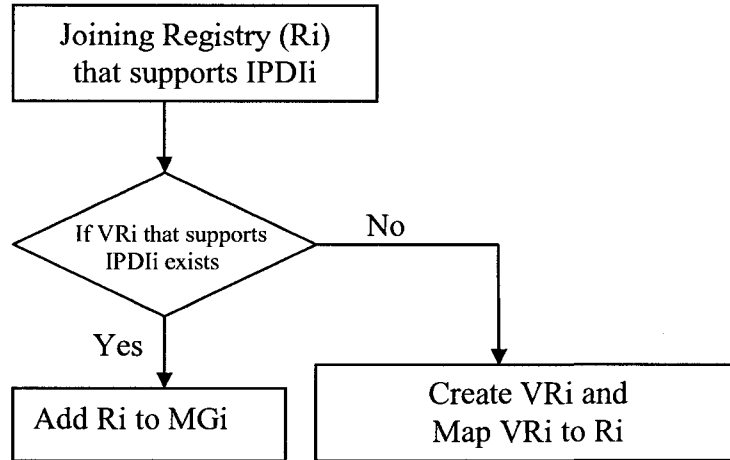 Joining Registry (Ri)
that supports IPDIi
If VRi that supports
IPDIi exists
No
Yes
Add Ri to MGi
Create VRi and
Map VRi to Ri